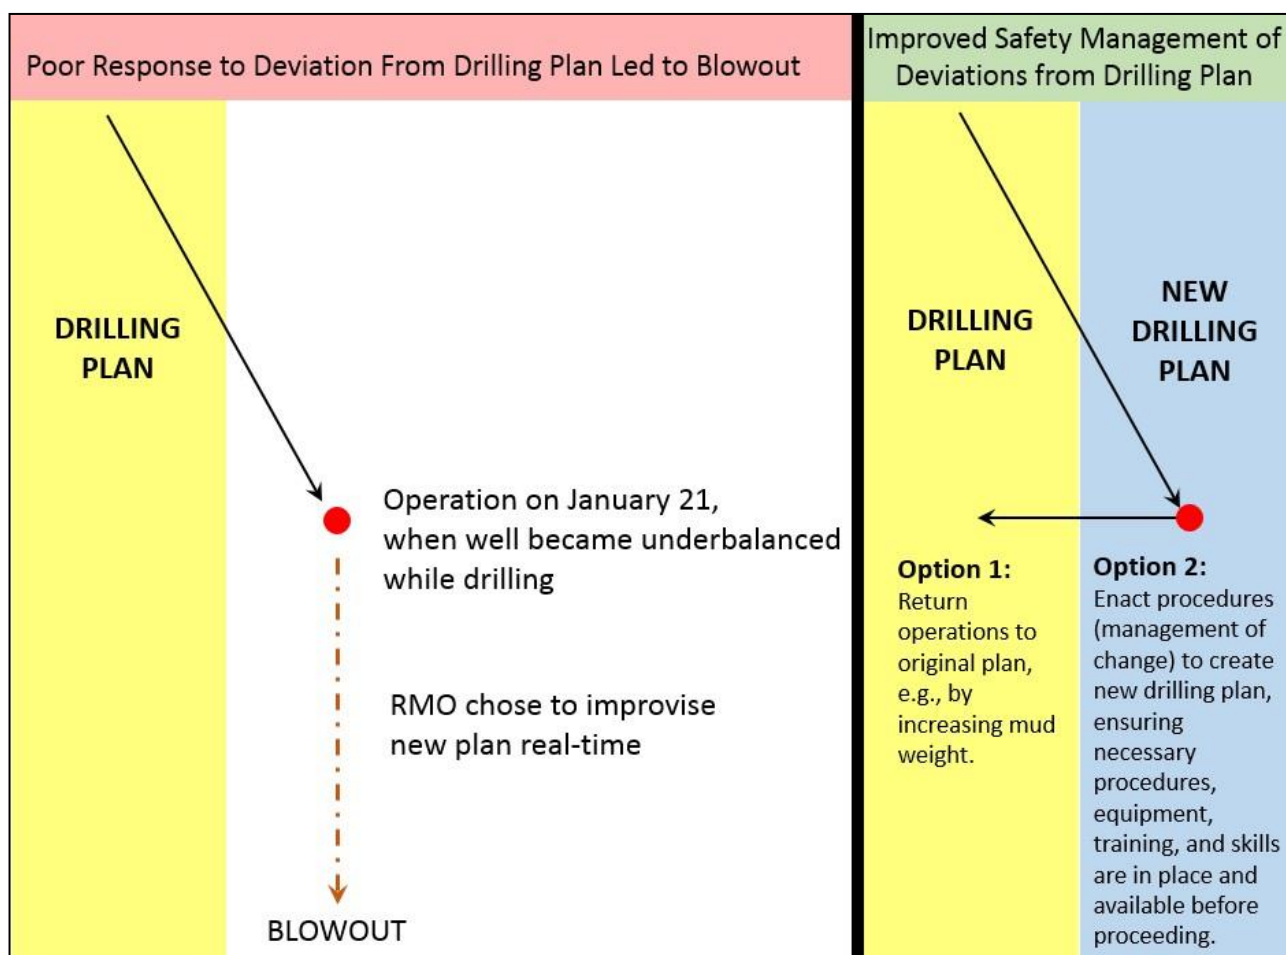 Poor Response to Deviation From Drilling Plan Led to Blowout
DRILLING
PLAN
Operation on January 21,
when well became underbalanced
while drilling
RMO chose to improvise
new plan real-time
BLOWOUT
Improved Safety Management of
Deviations from Drilling Plan
DRILLING
PLAN
NEW
DRILLING
PLAN
Option 1:
Return
operations to
original plan,
e.g., by
increasing mud
weight.
Option 2:
Enact procedures
(management of
change) to create
new drilling plan,
ensuring
necessary
procedures,
equipment,
training, and skills
are in place and
available before
proceeding.